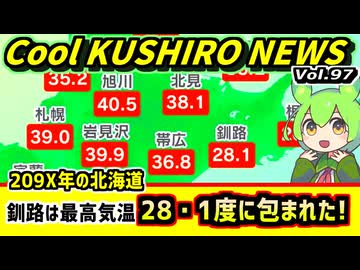 Cool KUSHIRO NEWS
Vol.97
35.2
旭川
40.5
北見
38.1
札幌
39.0
岩見沢
39.9
帯広
36.8
釧路
28.1
根
209X年の北海道
釧路は最高気温28・1度に包まれた!